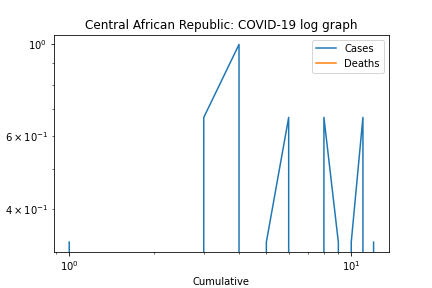 Central African Republic: COVID-19 log graph
10⁰
Cases
Deaths
6 × 10⁻¹
4 × 10⁻¹
10⁰
10¹
Cumulative